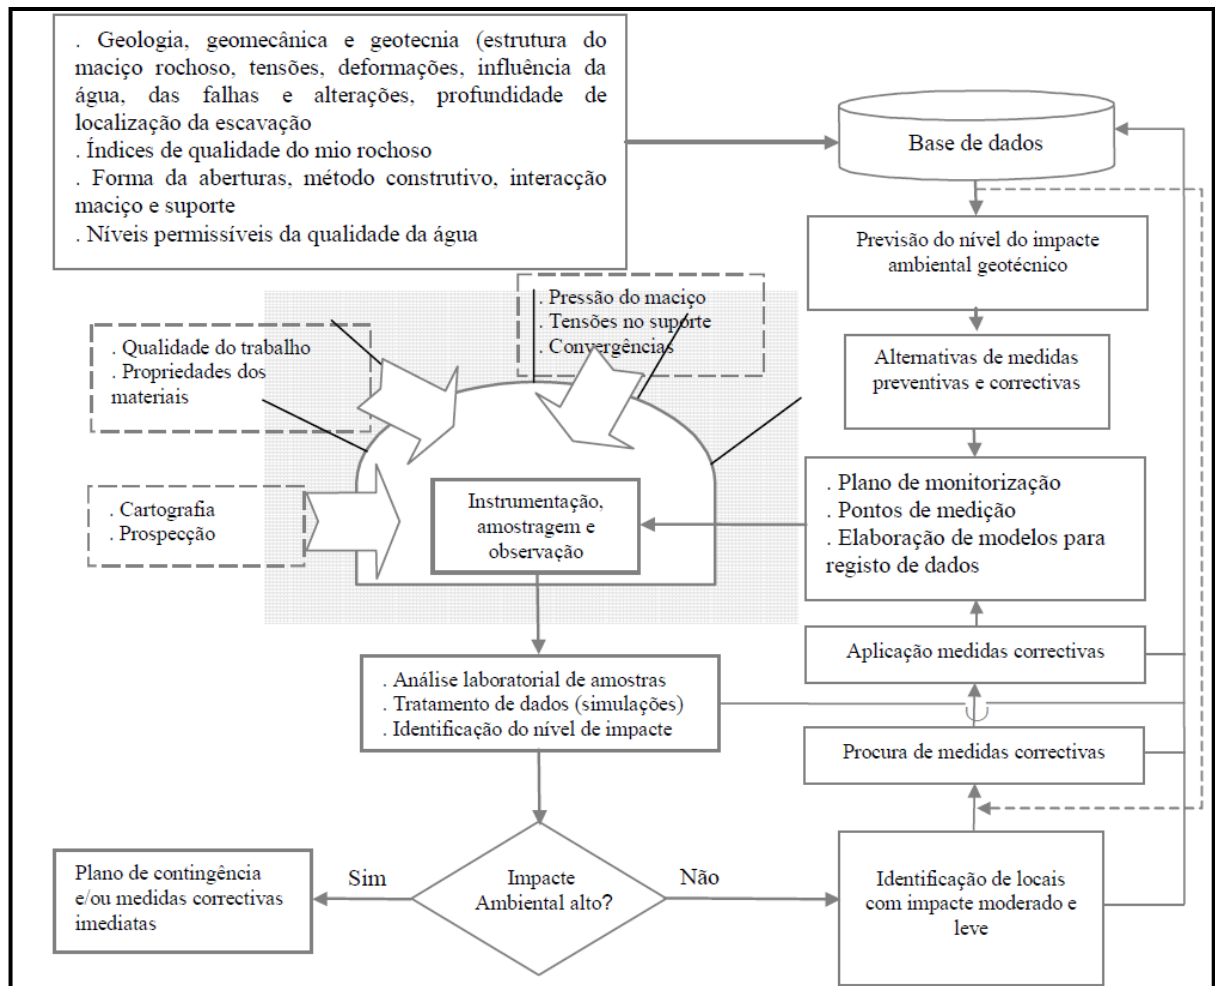 . Geologia, geomecânica e geotecnia (estrutura do
maciço rochoso, tensões, deformações, influência da
água, das falhas e alterações, profundidade de
localização da escavação
. Índices de qualidade do mio rochoso
. Forma da aberturas, método construtivo, interacção
maciço e suporte
. Níveis permissíveis da qualidade da água
Base de dados
Previsão do nível do impacte
ambiental geotécnico
. Pressão do maciço
. Tensões no suporte
. Convergências
. Qualidade do trabalho
. Propriedades dos
materiais
Alternativas de medidas
preventivas e correctivas
. Cartografia
. Prospecção
Instrumentação,
amostragem e
observação
. Plano de monitorização
. Pontos de medição
. Elaboração de modelos para
registo de dados
Aplicação medidas correctivas
. Análise laboratorial de amostras
. Tratamento de dados (simulações)
. Identificação do nível de impacte
Procura de medidas correctivas
Plano de contingência
e/ou medidas correctivas
imediatas
Sim
Impacte
Ambiental alto?
Não
Identificação de locais
com impacte moderado e
leve